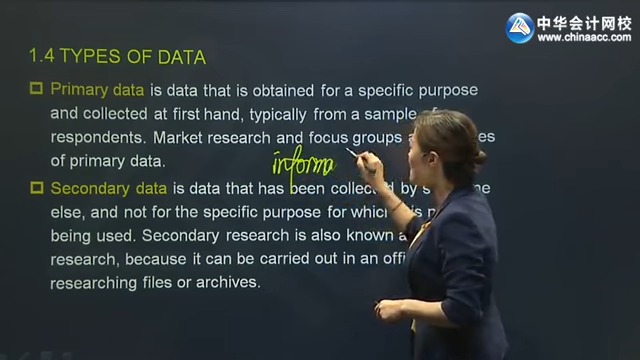 中华会计网校
www.chinaacc.com
1.4 TYPES OF DATA
Primary data is data that is obtained for a specific purpose
and collected at first hand, typically from a sample
respondents. Market research and focus groups
of primary data.
informa
Secondary data is data that has been collected by
else, and not for the specific purpose for which
being used. Secondary research is also known
research, because it can be carried out in an
researching files or archives.